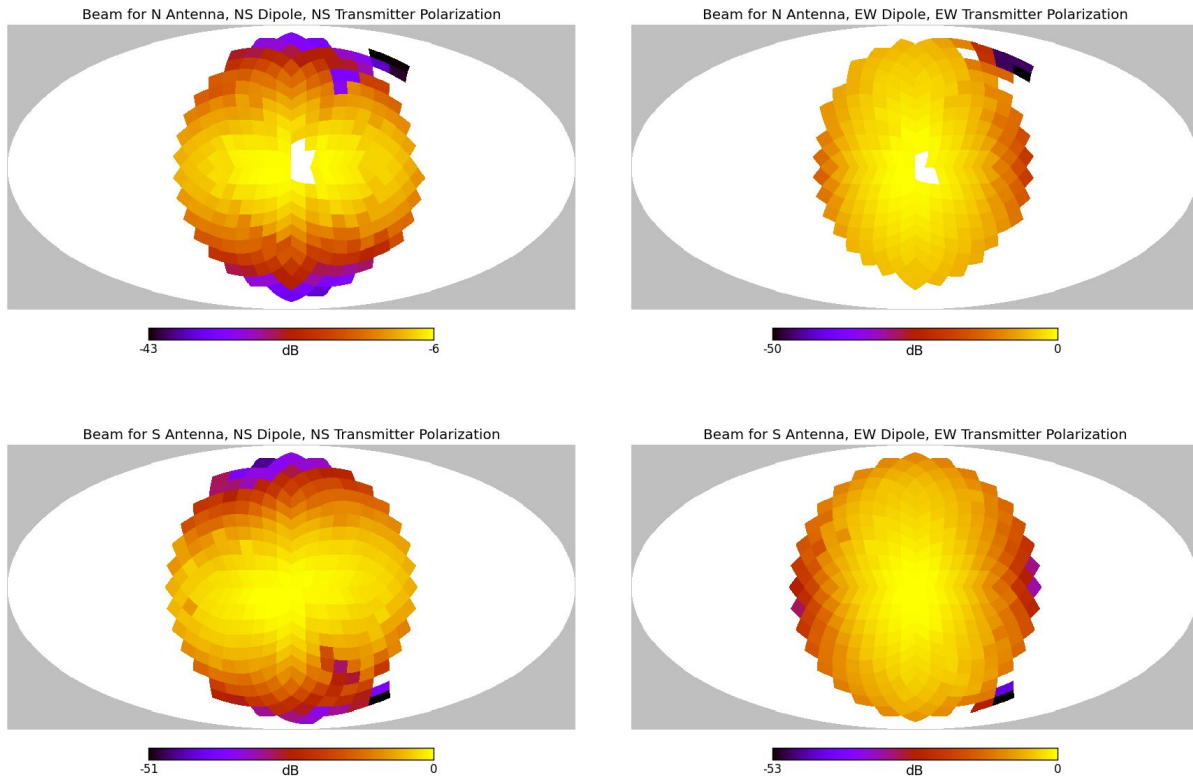 Beam for N Antenna, NS Dipole, NS Transmitter Polarization
-43 dB -6
Beam for N Antenna, EW Dipole, EW Transmitter Polarization
-50 dB 0
Beam for S Antenna, NS Dipole, NS Transmitter Polarization
-51 dB 0
Beam for S Antenna, EW Dipole, EW Transmitter Polarization
-53 dB 0